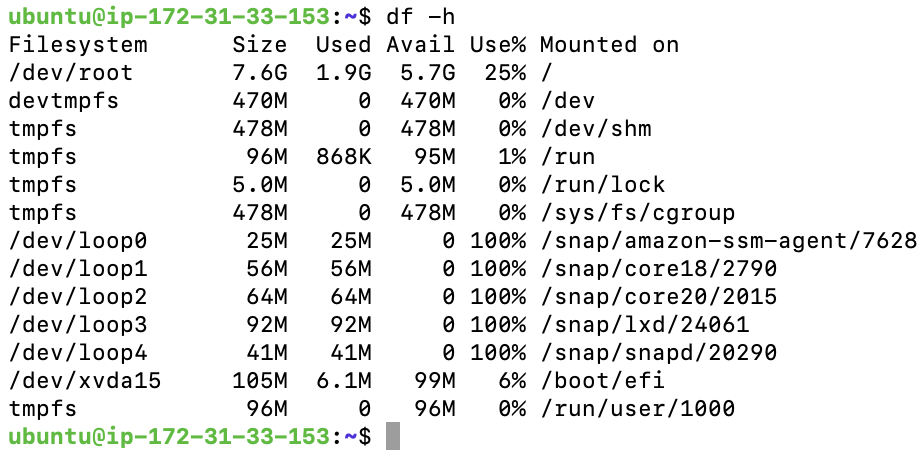 ubuntu@ip-172-31-33-153:~$ df -h
Filesystem      Size  Used Avail Use% Mounted on
/dev/root       7.6G  1.9G  5.7G  25% /
devtmpfs        470M     0  470M   0% /dev
tmpfs           478M     0  478M   0% /dev/shm
tmpfs            96M  868K   95M   1% /run
tmpfs           5.0M     0  5.0M   0% /run/lock
tmpfs           478M     0  478M   0% /sys/fs/cgroup
/dev/loop0       25M   25M     0 100% /snap/amazon-ssm-agent/7628
/dev/loop1       56M   56M     0 100% /snap/core18/2790
/dev/loop2       64M   64M     0 100% /snap/core20/2015
/dev/loop3       92M   92M     0 100% /snap/lxd/24061
/dev/loop4       41M   41M     0 100% /snap/snapd/20290
/dev/xvda15     105M  6.1M   99M   6% /boot/efi
tmpfs            96M     0   96M   0% /run/user/1000
ubuntu@ip-172-31-33-153:~$